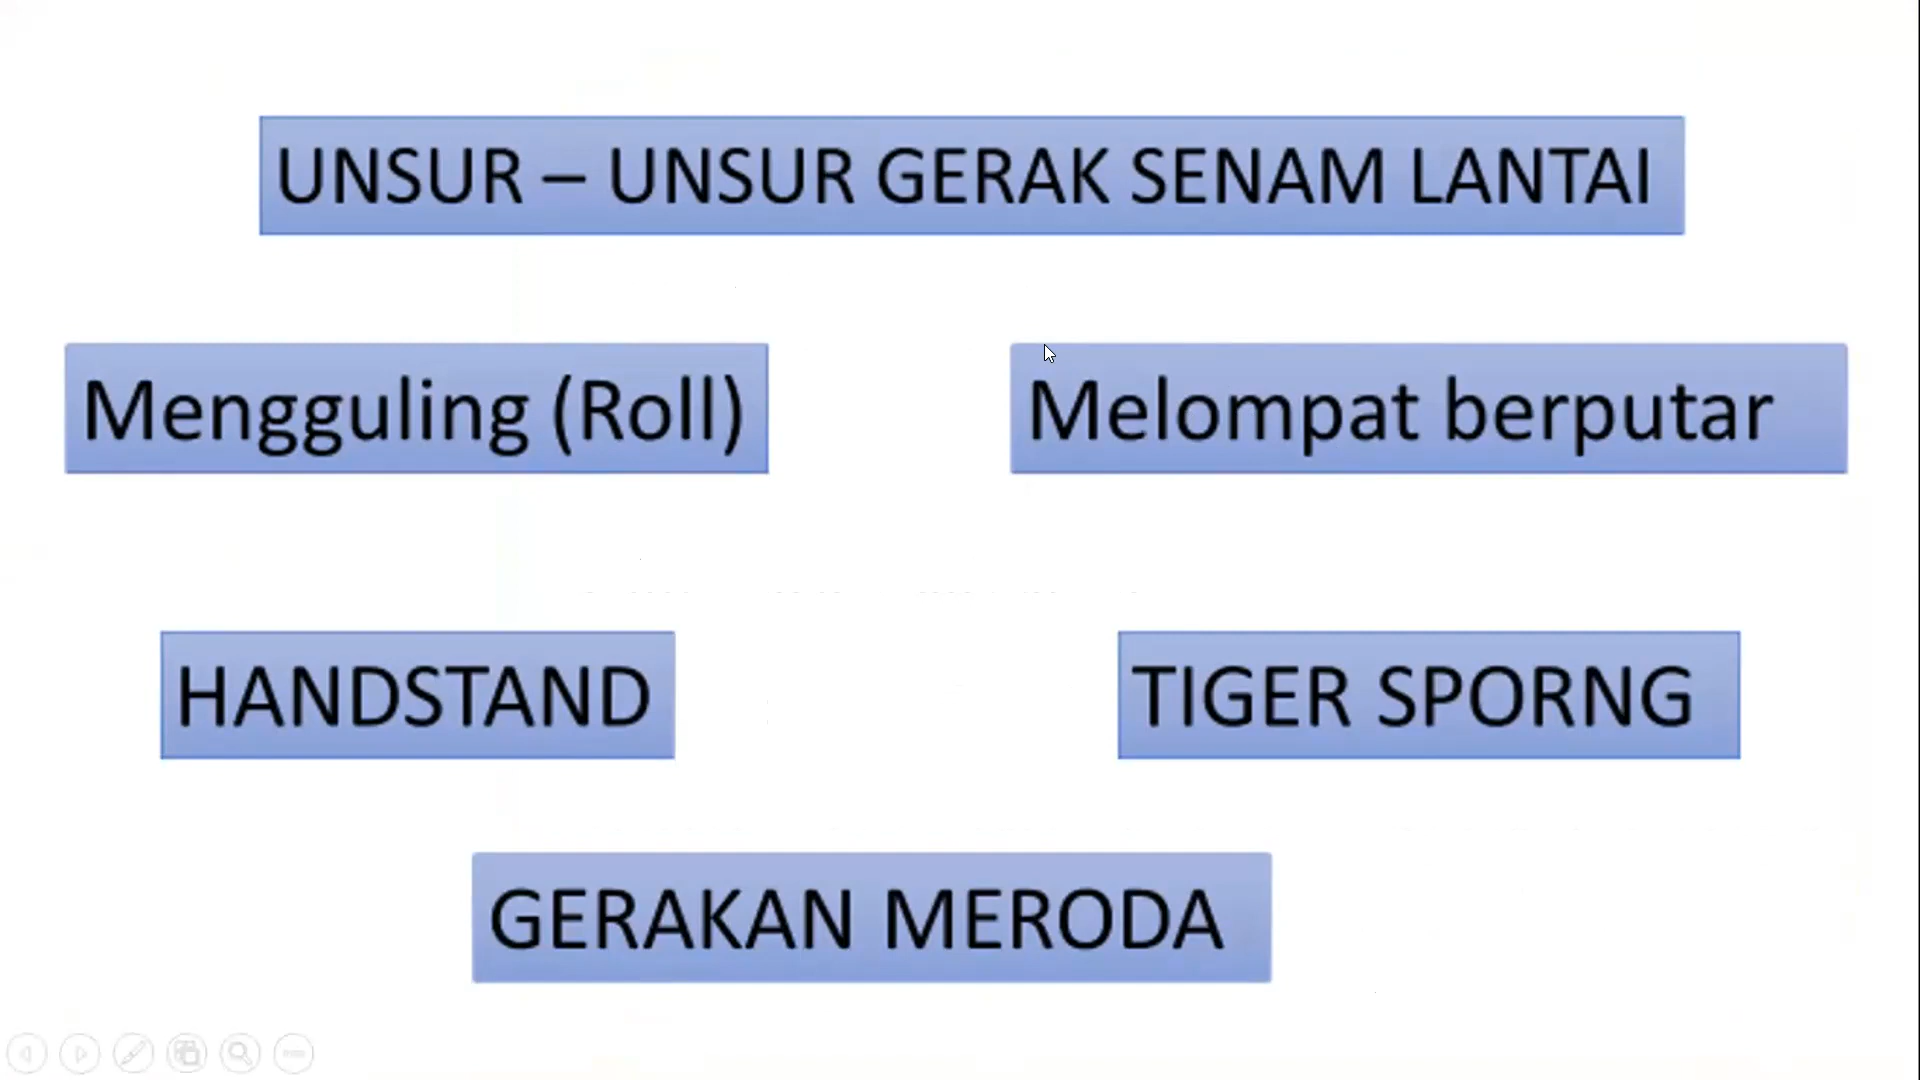 UNSUR – UNSUR GERAK SENAM LANTAI
Mengguling (Roll)
Melompat berputar
HANDSTAND
TIGER SPORNG
GERAKAN MERODA